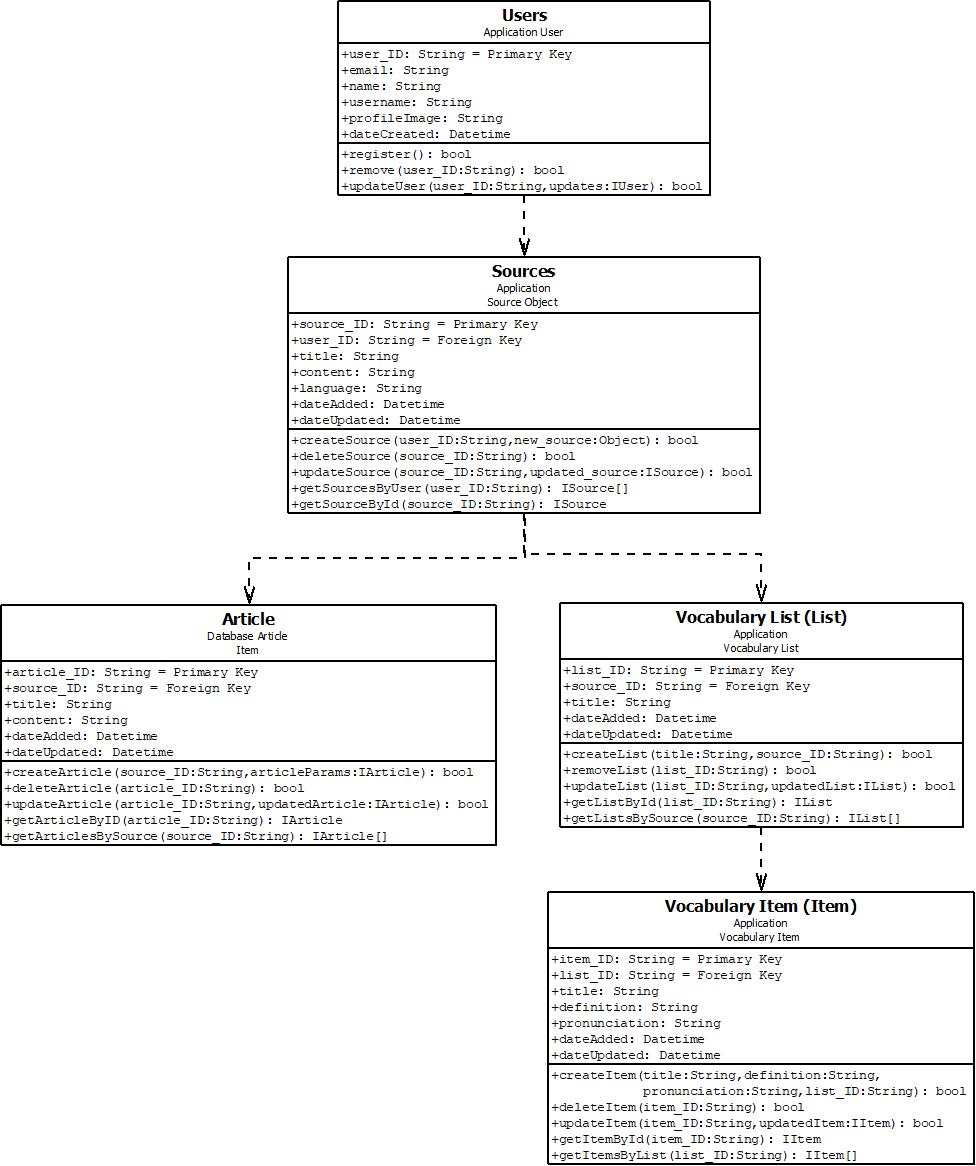 Users
Application User
+user_ID: String = Primary Key
+email: String
+name: String
+username: String
+profileImage: String
+dateCreated: Datetime
+register(): bool
+remove(user_ID:String): bool
+updateUser(user_ID:String,updates:IUser): bool
Sources
Application
Source Object
+source_ID: String = Primary Key
+user_ID: String = Foreign Key
+title: String
+content: String
+language: String
+dateAdded: Datetime
+dateUpdated: Datetime
+createSource(user_ID:String,new_source:Object): bool
+deleteSource(source_ID:String): bool
+updateSource(source_ID:String,updated_source:ISource): bool
+getSourcesByUser(user_ID:String): ISource[]
+getSourceById(source_ID:String): ISource
Article
Database Article
Item
+article_ID: String = Primary Key
+source_ID: String = Foreign Key
+title: String
+content: String
+dateAdded: Datetime
+dateUpdated: Datetime
+createArticle(source_ID:String,articleParams:IArticle): bool
+deleteArticle(article_ID:String): bool
+updateArticle(article_ID:String,updatedArticle:IArticle): bool
+getArticleByID(article_ID:String): IArticle
+getArticlesBySource(source_ID:String): IArticle[]
Vocabulary List (List)
Application
Vocabulary List
+list_ID: String = Primary Key
+source_ID: String = Foreign Key
+title: String
+dateAdded: Datetime
+dateUpdated: Datetime
+createList(title:String,source_ID:String): bool
+removeList(list_ID:String): bool
+updateList(list_ID:String,updatedList:IList): bool
+getListById(list_ID:String): IList
+getListsBySource(source_ID:String): IList[]
Vocabulary Item (Item)
Application
Vocabulary Item
+item_ID: String = Primary Key
+list_ID: String = Foreign Key
+title: String
+definition: String
+pronunciation: String
+dateAdded: Datetime
+dateUpdated: Datetime
+createItem(title:String,definition:String,
pronunciation:String,list_ID:String): bool
+deleteItem(item_ID:String): bool
+updateItem(item_ID:String,updatedItem:IItem): bool
+getItemById(item_ID:String): IItem
+getItemsByList(list_ID:String): IItem[]